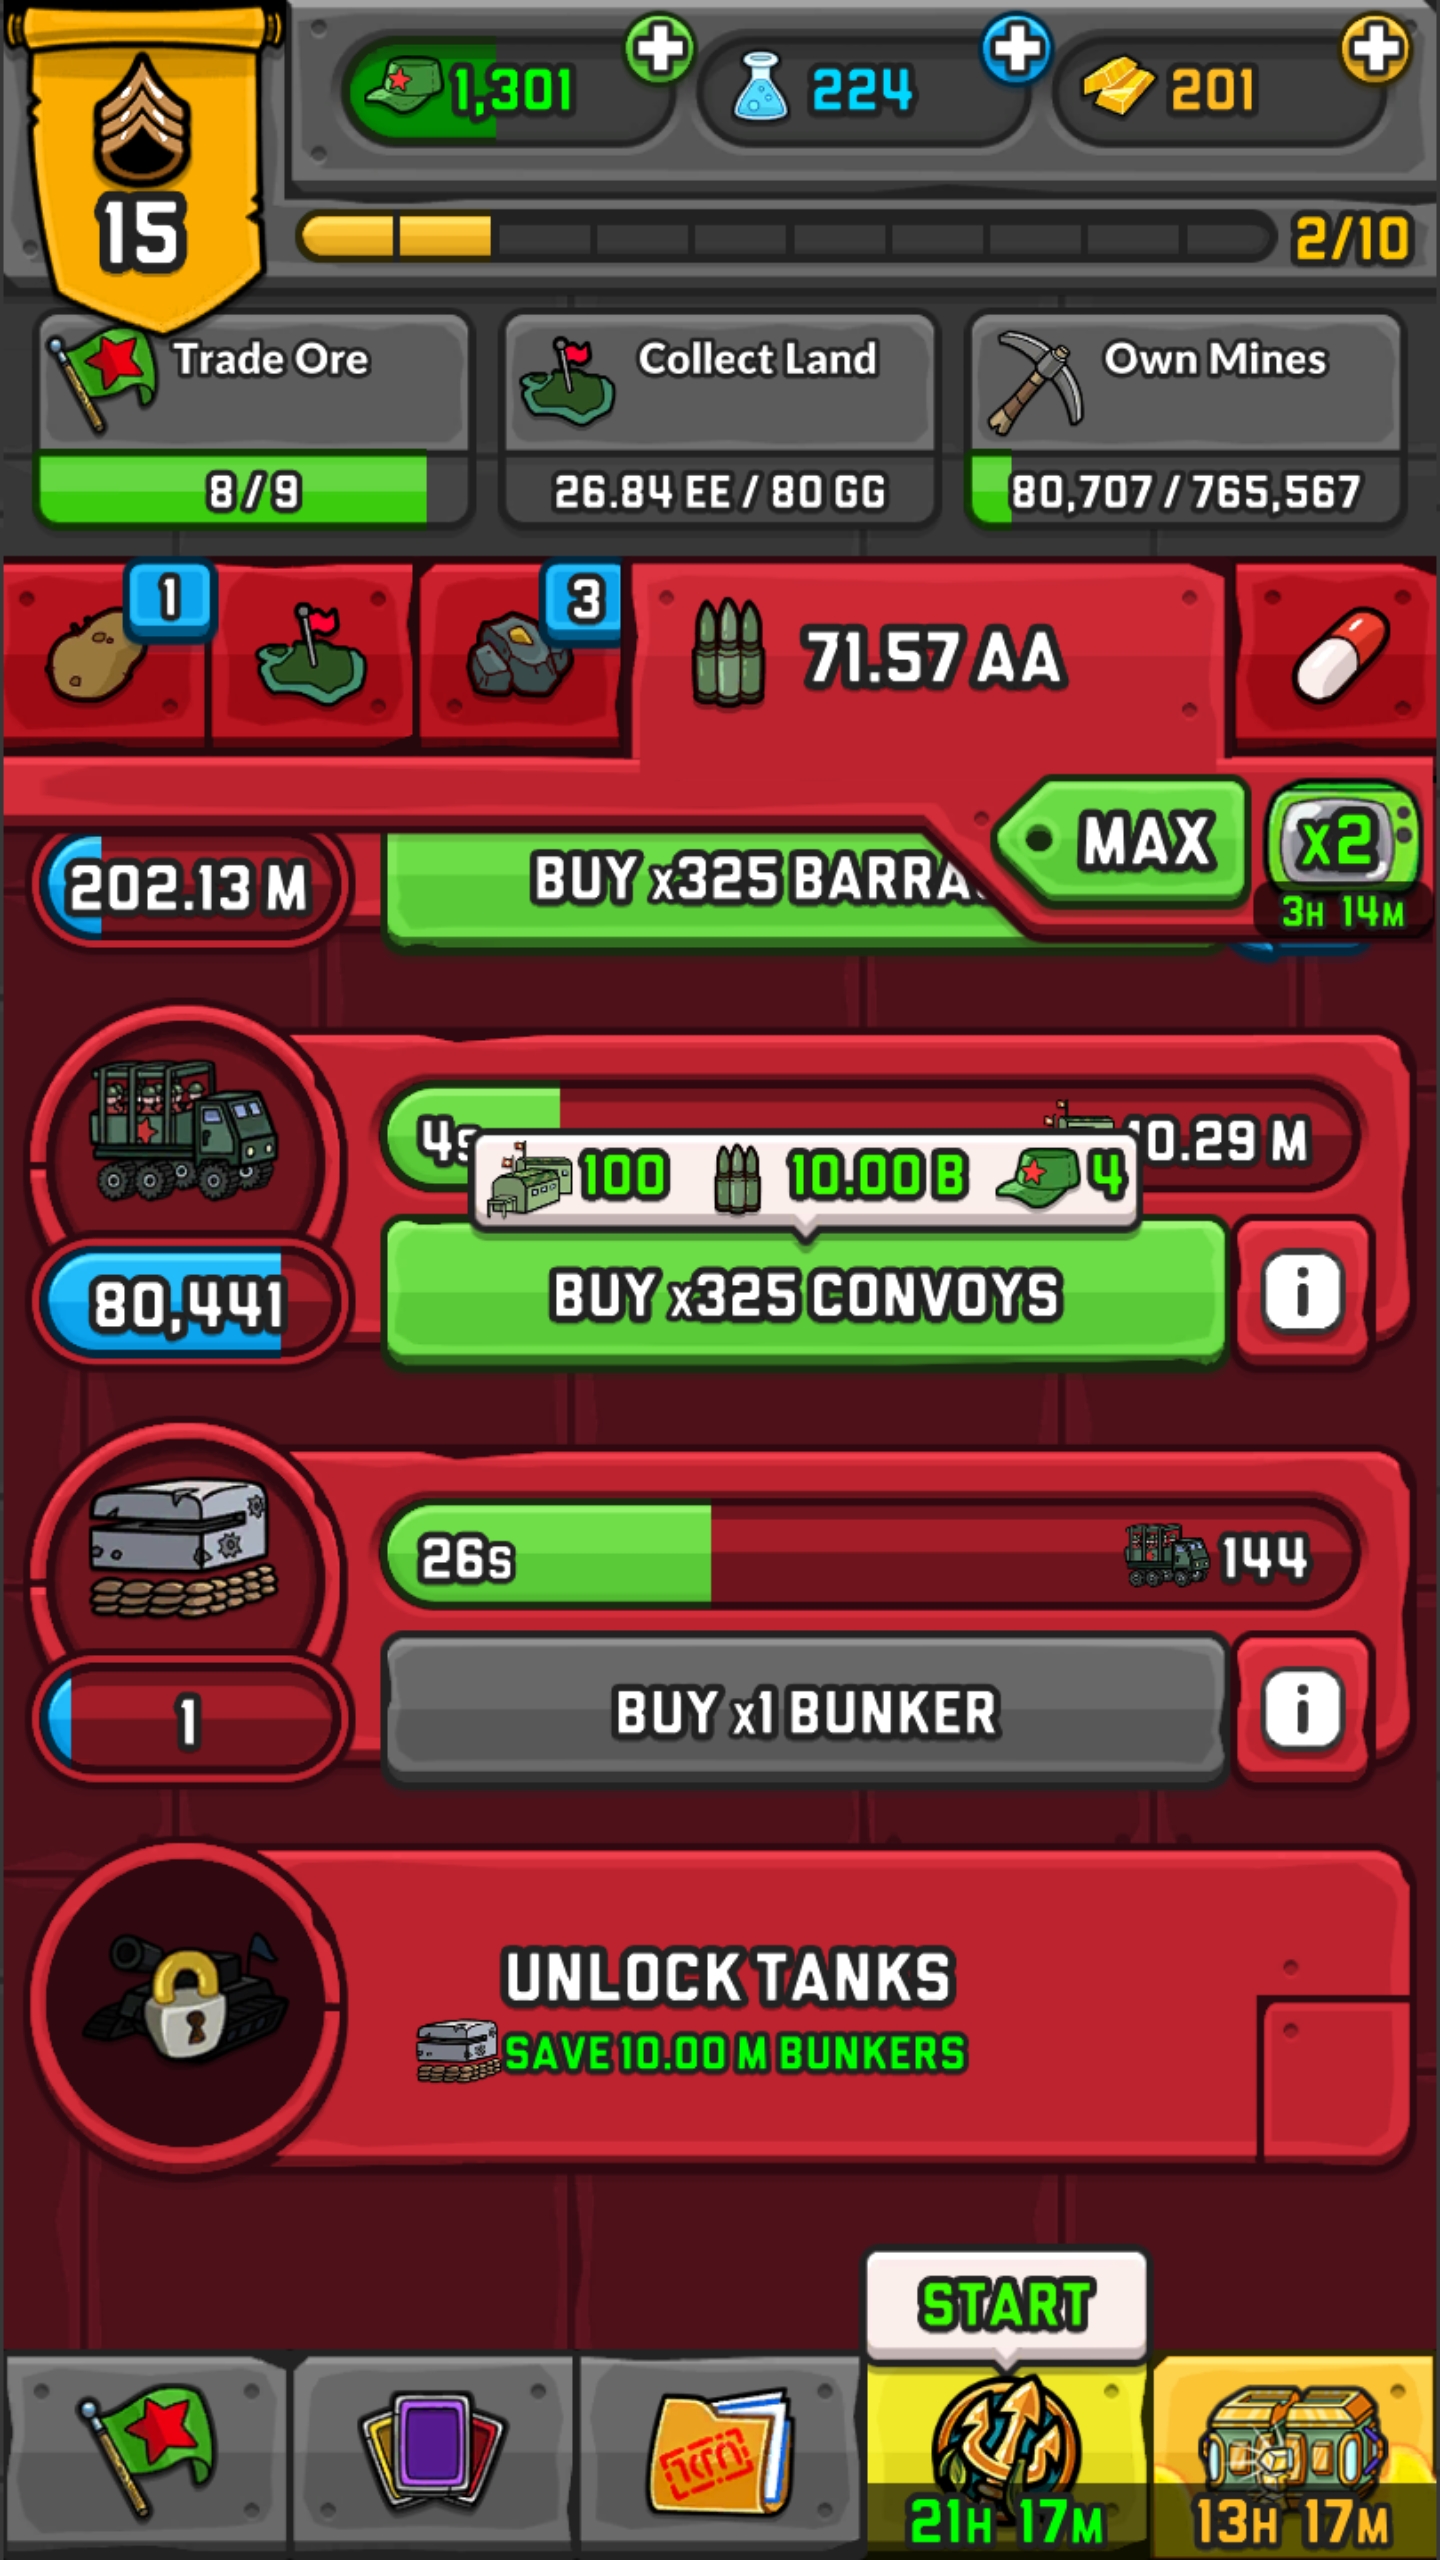 1,301
224
201
15
2/10
Trade Ore
Collect Land
Own Mines
8 / 9
26.84 EE / 80 GG
80,707 / 765,567
1
3
71.57 AA
MAX
x2
3H 14M
202.13 M
BUY x325
4s
0.29 M
100
10.00 B
4
80,441
BUY x325 CONVOYS
i
26s
144
1
BUY x1 BUNKER
i
UNLOCK TANKS
SAVE 10.00 M BUNKERS
START
21H 17M
13H 17M